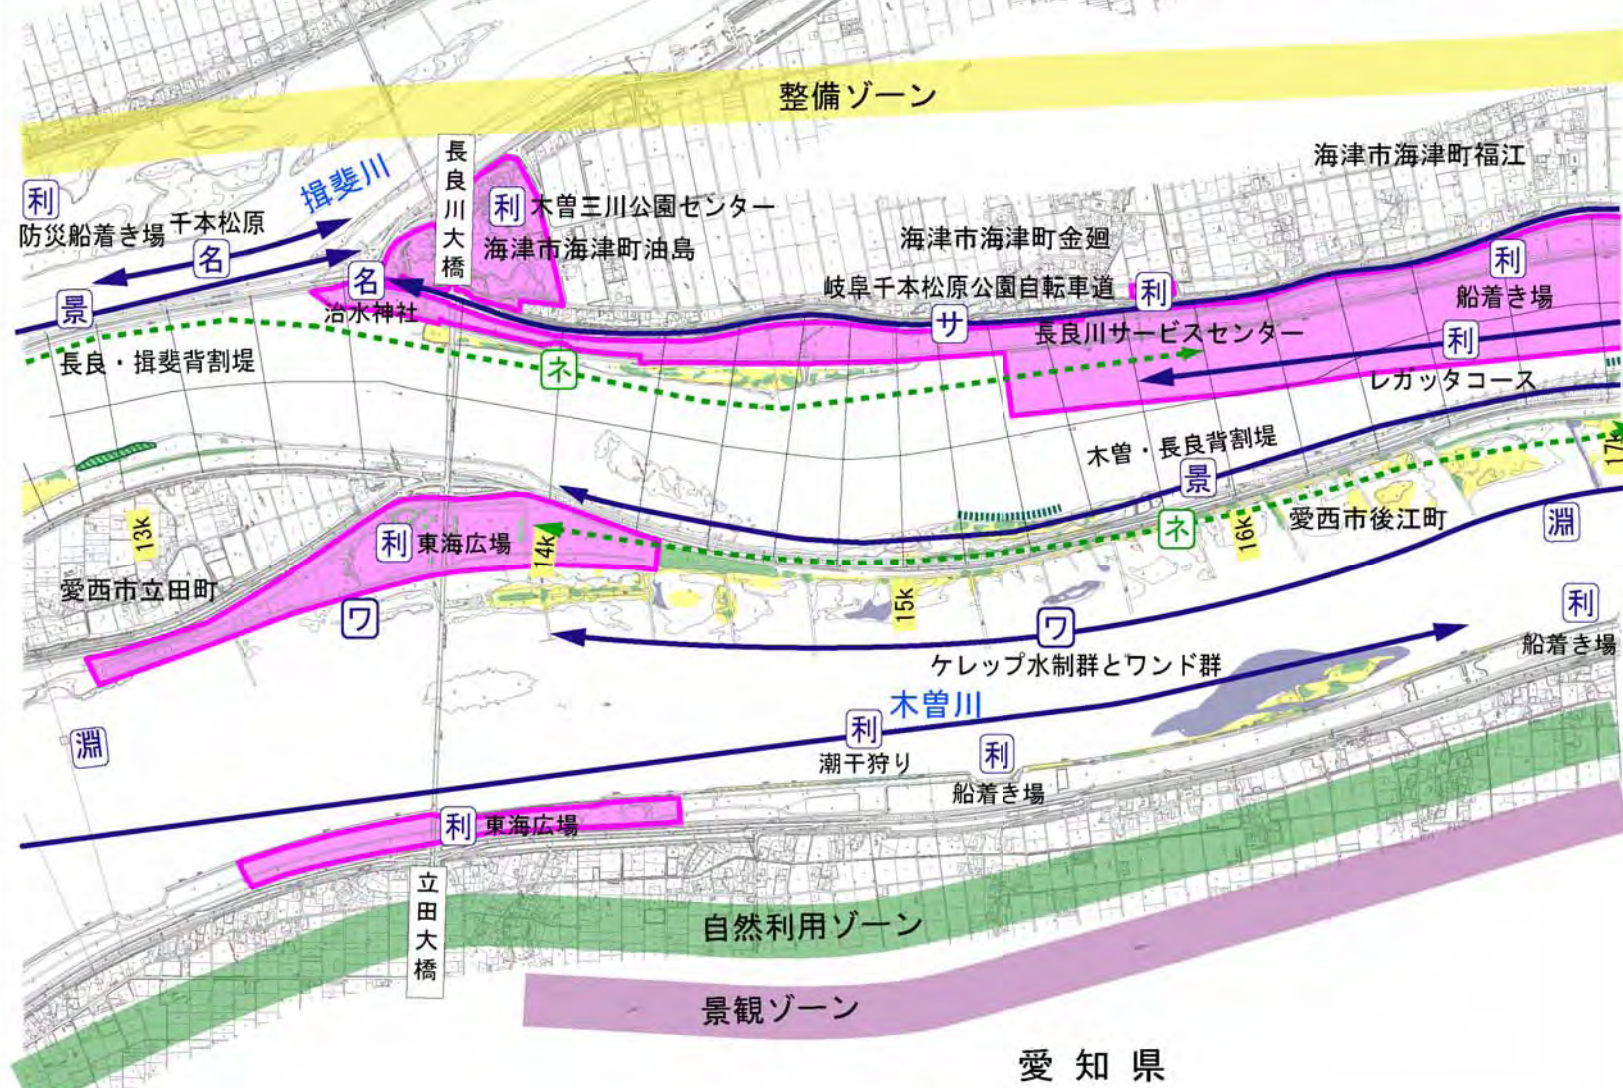 整備ゾーン
海津市海津町福江
長良川大橋
揖斐川
利
防災船着き場
千本松原
名
利
木曽三川公園センター
海津市海津町油島
海津市海津町金廻
岐阜千本松原公園自転車道
利
利
船着き場
景
名
治水神社
サ
長良川サービスセンター
利
レガッタコース
長良・揖斐背割堤
ネ
木曽・長良背割堤
景
17k
13k
利
東海広場
14k
ネ
16k
愛西市後江町
淵
愛西市立田町
ワ
15k
ワ
ケレップ水制群とワンド群
利
船着き場
木曽川
淵
利
潮干狩り
利
船着き場
利
東海広場
立田大橋
自然利用ゾーン
景観ゾーン
愛知県